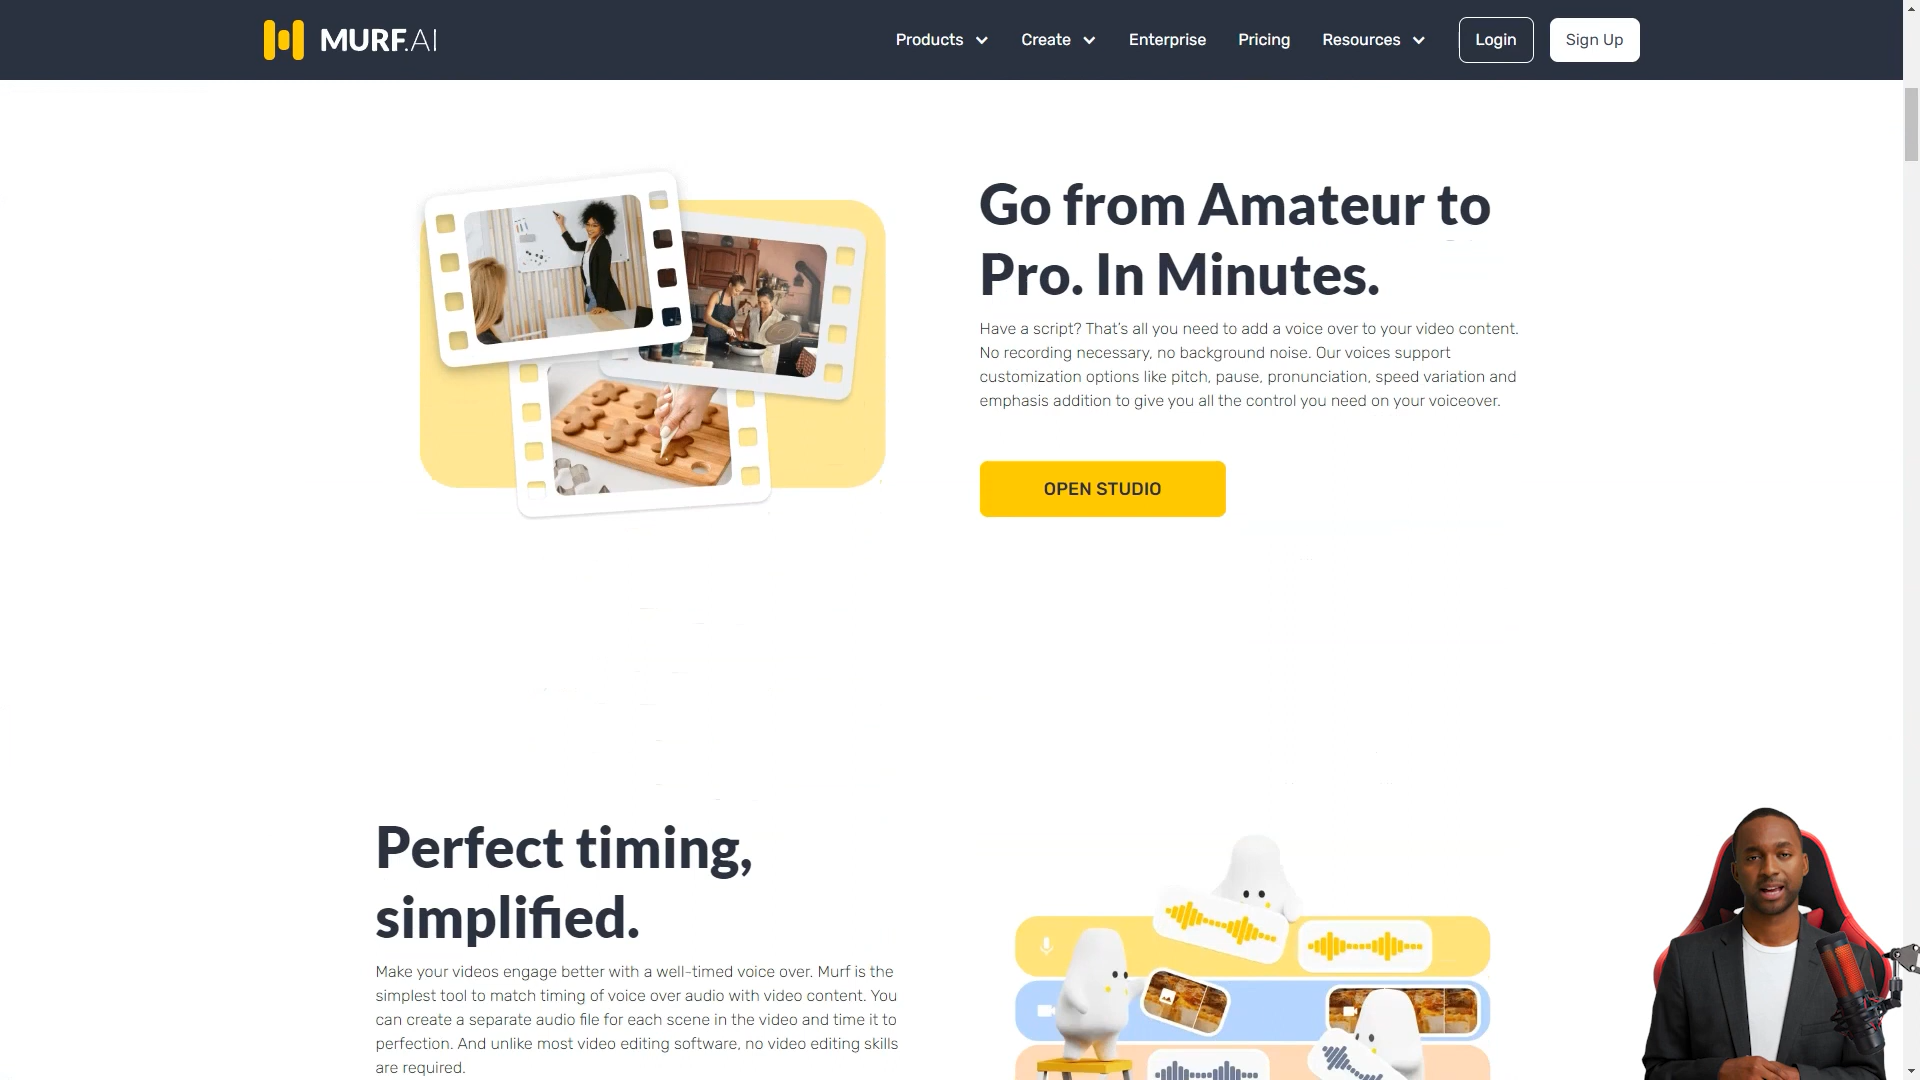 MURF.AI
Products
Create
Enterprise
Pricing
Resources
Login
Sign Up
Go from Amateur to
Pro. In Minutes.
Have a script? That's all you need to add a voice over to your video content.
No recording necessary, no background noise. Our voices support
customization options like pitch, pause, pronunciation, speed variation and
emphasis addition to give you all the control you need on your voiceover.
OPEN STUDIO
Perfect timing,
simplified.
Make your videos engage better with a well-timed voice over. Murf is the
simplest tool to match timing of voice over audio with video content. You
can create a separate audio file for each scene in the video and time it to
perfection. And unlike most video editing software, no video editing skills
are required.